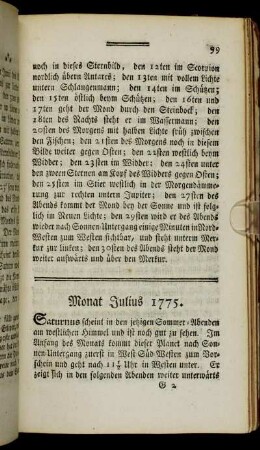 99
noch in dieses Sternbild, den 12ten im Scorpion
nordlich übern Antares; den 13ten mit vollem Lichte
untern Schlangenmann; den 14ten im Schützen;
den 15ten östlich beym Schützen, den 16ten und
17ten geht der Mond durch den Steinbock; den
18ten des Nachts steht er im Wassermann; den
20sten des Morgens mit halben Lichte früh zwischen
den Fischen; den 21sten des Morgens noch in diesem
Bilde weiter gegen Osten; den 22sten westlich beym
Widder; den 23sten im Widder; den 24sten unter
den zween Sternen am Kopf des Widders gegen Osten;
den 25sten im Stier westlich in der Morgendämme-
rung zur rechten untern Jupiter; den 27sten des
Abends kommt der Mond bey der Sonne und ist folg-
lich im Neuen Lichte; den 29sten wird er des Abends
wieder nach Sonnen-Untergang einige Minuten in Nord-
Westen zum Westen sichtbar, und steht unterm Mer-
kur zur linken; den 30sten des Abends steht der Mond
weiter ostwärts und über den Merkur.
Monat Julius 1775.
Saturnus scheint in den jetzigen Sommer-Abenden
am westlichen Himmel und ist noch gut zu sehen. Im
Anfang des Monats kommt dieser Planet nach Son-
nen-Untergang zuerst in West-Süd-Westen zum Vor-
schein und geht nach 11¼ Uhr in Westen unter. Er
zeigt sich in den folgenden Abenden weiter unterwärts
G 2